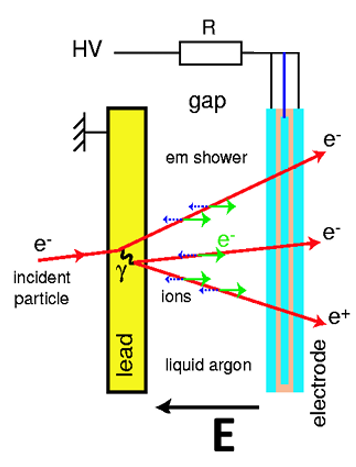 HV
R
gap
em shower
e-
e-
γ
e-
e-
incident
particle
ions
e+
lead
liquid argon
electrode
E